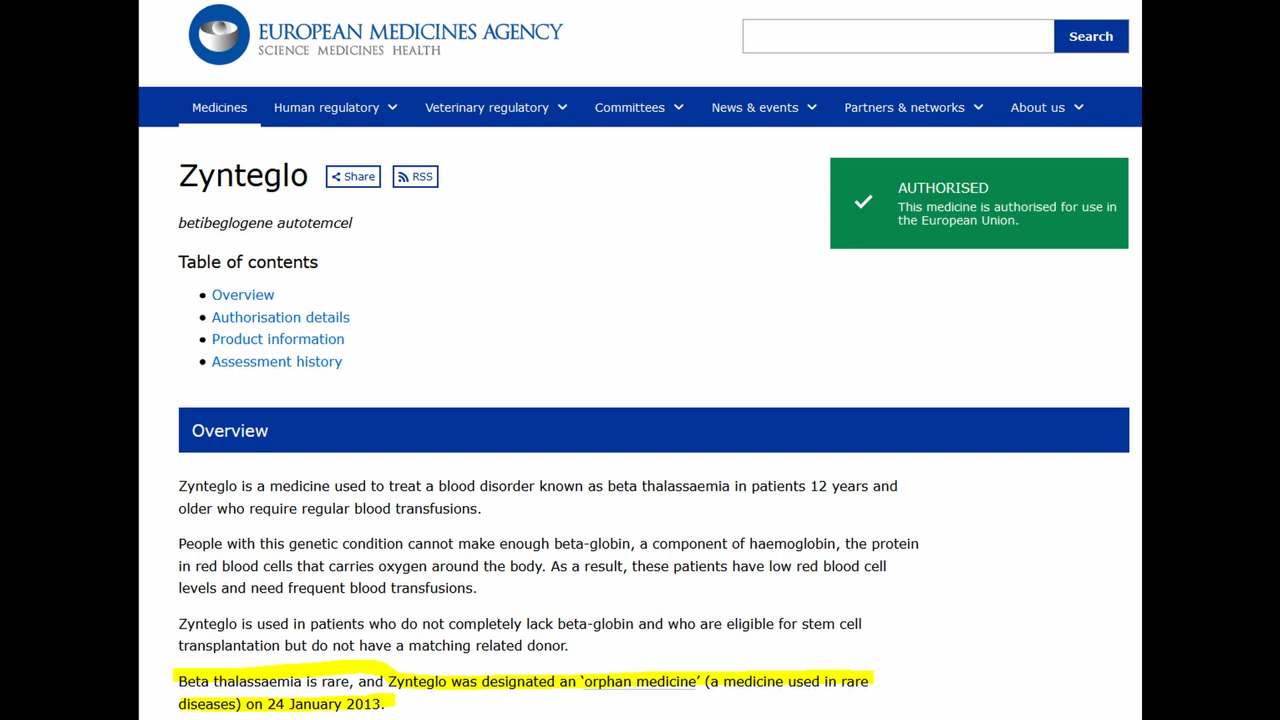 EUROPEAN MEDICINES AGENCY
SCIENCE MEDICINES HEALTH
Search
Medicines Human regulatory Veterinary regulatory Committees News & events Partners & networks About us
Zynteglo Share RSS
AUTHORISED
This medicine is authorised for use in
the European Union.
betibeglogene autotemcel
Table of contents
• Overview
• Authorisation details
• Product information
• Assessment history
Overview
Zynteglo is a medicine used to treat a blood disorder known as beta thalassaemia in patients 12 years and
older who require regular blood transfusions.
People with this genetic condition cannot make enough beta-globin, a component of haemoglobin, the protein
in red blood cells that carries oxygen around the body. As a result, these patients have low red blood cell
levels and need frequent blood transfusions.
Zynteglo is used in patients who do not completely lack beta-globin and who are eligible for stem cell
transplantation but do not have a matching related donor.
Beta thalassaemia is rare, and Zynteglo was designated an ‘orphan medicine’ (a medicine used in rare
diseases) on 24 January 2013.